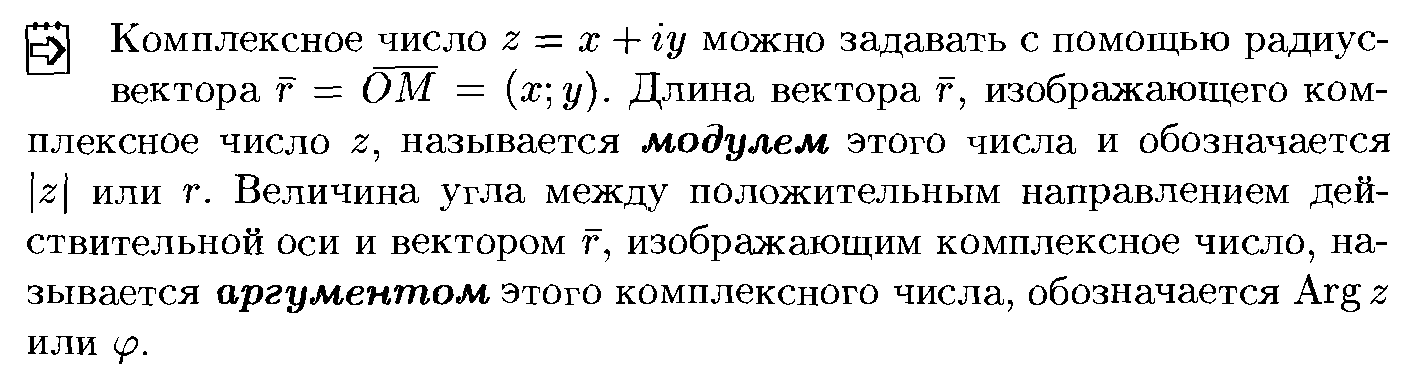 Комплексное число z = x + iy можно задавать с помощью радиус-
вектора r̄ = O̅M̅ = (x; y). Длина вектора r̄, изображающего ком-
плексное число z, называется модулем этого числа и обозначается
|z| или r. Величина угла между положительным направлением дей-
ствительной оси и вектором r̄, изображающим комплексное число, на-
зывается аргументом этого комплексного числа, обозначается Arg z
или φ.